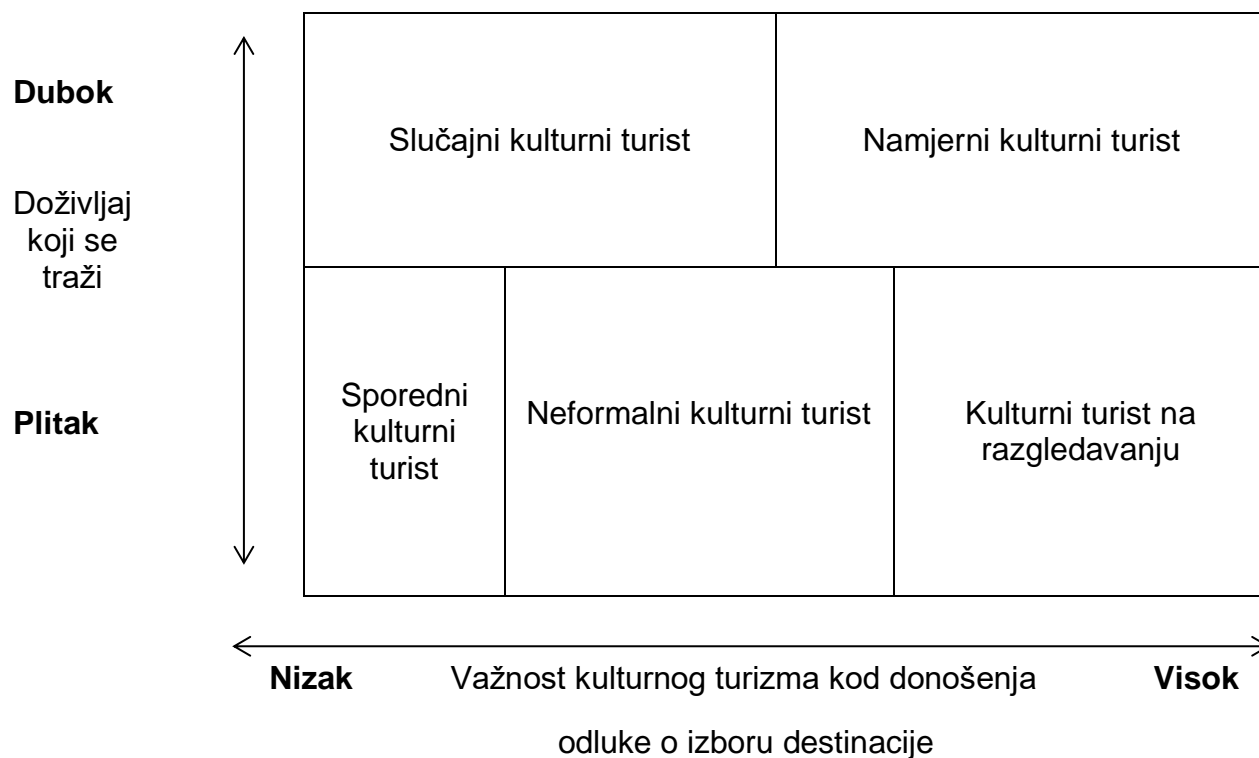 Dubok
Slučajni kulturni turist
Namjerni kulturni turist
Doživljaj
koji se
traži
Plitak
Sporedni
kulturni
turist
Neformalni kulturni turist
Kulturni turist na
razgledavanju
Nizak
Važnost kulturnog turizma kod donošenja
Visok
odluke o izboru destinacije